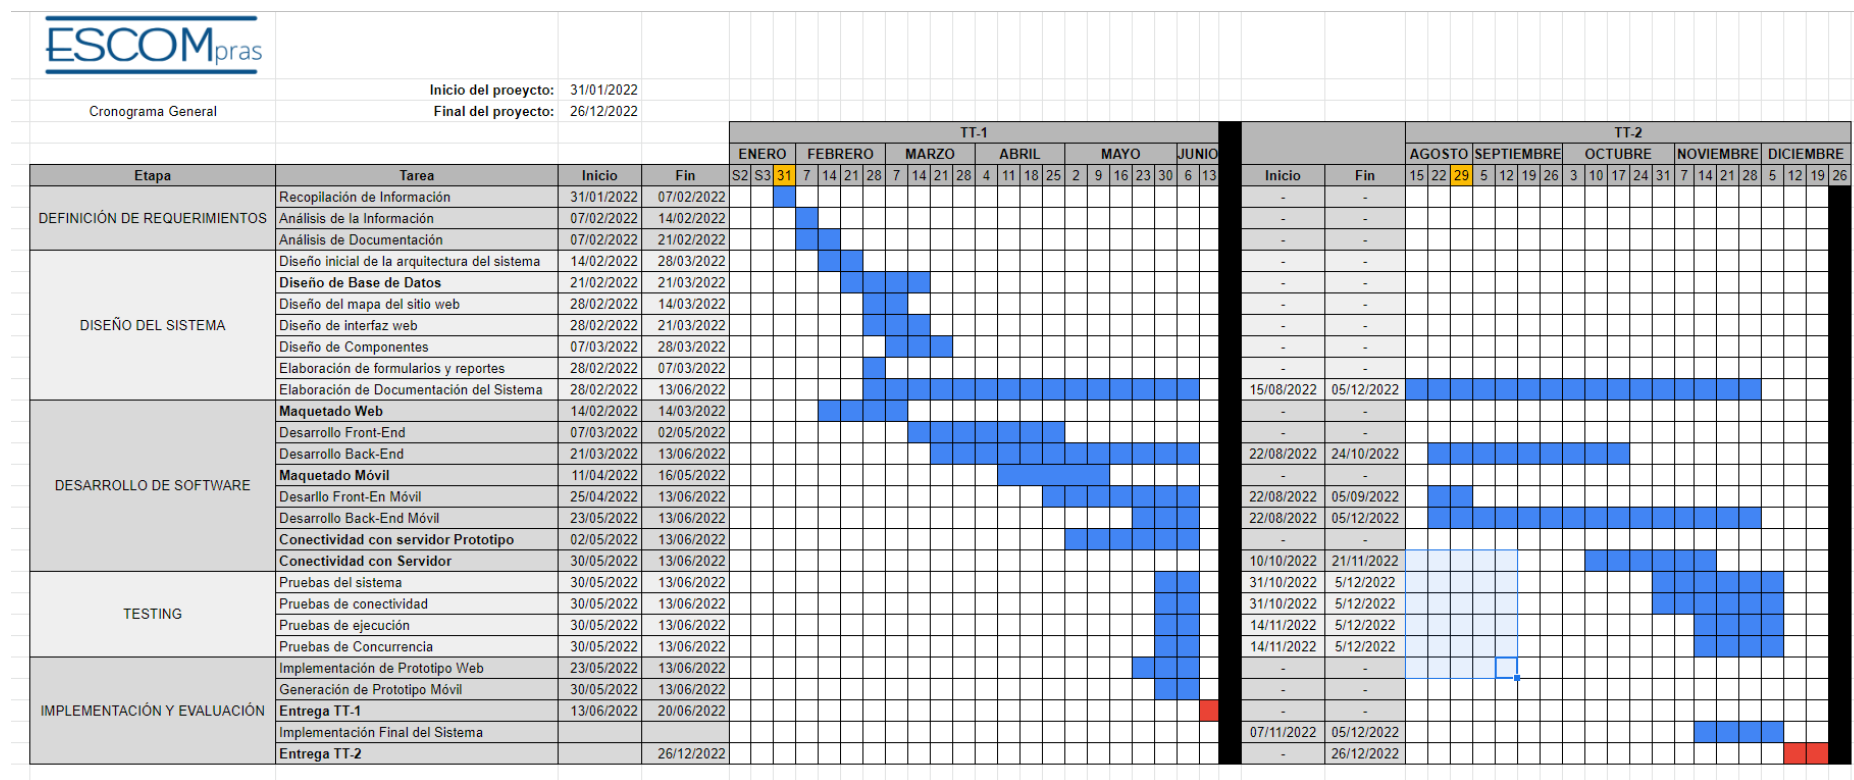 ESCOMpras
Inicio del proeycto: 31/01/2022
Cronograma General Final del proyecto: 26/12/2022
TT-1 TT-2
ENERO FEBRERO MARZO ABRIL MAYO JUNIO AGOSTO SEPTIEMBRE OCTUBRE NOVIEMBRE DICIEMBRE
Etapa Tarea Inicio Fin S2 S3 31 7 14 21 28 7 14 21 28 4 11 18 25 2 9 16 23 30 6 13 Inicio Fin 15 22 29 5 12 19 26 3 10 17 24 31 7 14 21 28 5 12 19 26
DEFINICIÓN DE REQUERIMIENTOS
Recopilación de Información 31/01/2022 07/02/2022 - -
Análisis de la Información 07/02/2022 14/02/2022 - -
Análisis de Documentación 07/02/2022 21/02/2022 - -
DISEÑO DEL SISTEMA
Diseño inicial de la arquitectura del sistema 14/02/2022 28/03/2022 - -
Diseño de Base de Datos 21/02/2022 21/03/2022 - -
Diseño del mapa del sitio web 28/02/2022 14/03/2022 - -
Diseño de interfaz web 28/02/2022 21/03/2022 - -
Diseño de Componentes 07/03/2022 28/03/2022 - -
Elaboración de formularios y reportes 28/02/2022 07/03/2022 - -
Elaboración de Documentación del Sistema 28/02/2022 13/06/2022 15/08/2022 05/12/2022
DESARROLLO DE SOFTWARE
Maquetado Web 14/02/2022 14/03/2022 - -
Desarrollo Front-End 07/03/2022 02/05/2022 - -
Desarrollo Back-End 21/03/2022 13/06/2022 22/08/2022 24/10/2022
Maquetado Móvil 11/04/2022 16/05/2022 - -
Desarllo Front-En Móvil 25/04/2022 13/06/2022 22/08/2022 05/09/2022
Desarrollo Back-End Móvil 23/05/2022 13/06/2022 22/08/2022 05/12/2022
Conectividad con servidor Prototipo 02/05/2022 13/06/2022 - -
Conectividad con Servidor 30/05/2022 13/06/2022 10/10/2022 21/11/2022
TESTING
Pruebas del sistema 30/05/2022 13/06/2022 31/10/2022 5/12/2022
Pruebas de conectividad 30/05/2022 13/06/2022 31/10/2022 5/12/2022
Pruebas de ejecución 30/05/2022 13/06/2022 14/11/2022 5/12/2022
Pruebas de Concurrencia 30/05/2022 13/06/2022 14/11/2022 5/12/2022
IMPLEMENTACIÓN Y EVALUACIÓN
Implementación de Prototipo Web 23/05/2022 13/06/2022 - -
Generación de Prototipo Móvil 30/05/2022 13/06/2022 - -
Entrega TT-1 13/06/2022 20/06/2022 - -
Implementación Final del Sistema 07/11/2022 05/12/2022
Entrega TT-2 26/12/2022 - 26/12/2022